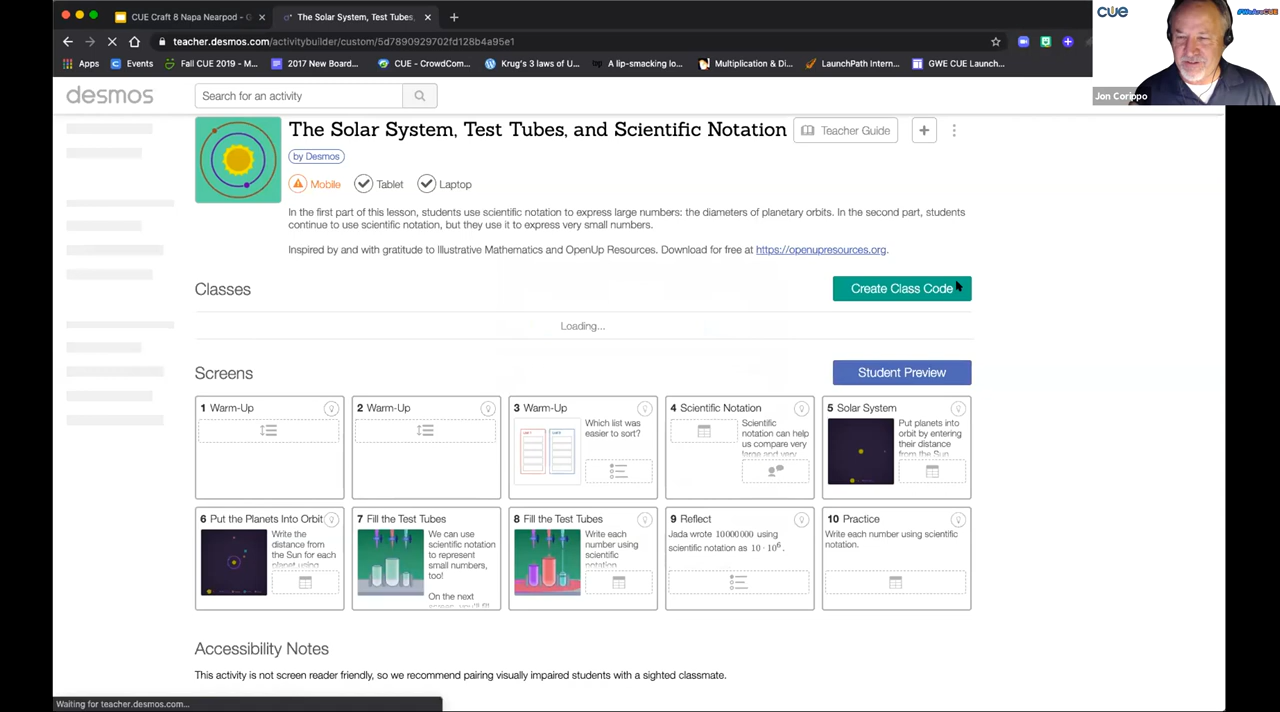 CUE Craft 8 Napa Nearpod - G
The Solar System, Test Tubes,
teacher.desmos.com/activitybuilder/custom/5d7890929702fd128b4a95e1
Apps
Events
Fall CUE 2019 - M...
2017 New Board...
CUE - CrowdCom...
Krug's 3 laws of U...
A lip-smacking lo...
Multiplication & Di...
LaunchPath Intern...
GWE CUE Launch...
cue
#WeAreCUE
Jon Corippo
desmos
Search for an activity
The Solar System, Test Tubes, and Scientific Notation
Teacher Guide
by Desmos
Mobile
Tablet
Laptop
In the first part of this lesson, students use scientific notation to express large numbers: the diameters of planetary orbits. In the second part, students
continue to use scientific notation, but they use it to express very small numbers.
Inspired by and with gratitude to Illustrative Mathematics and OpenUp Resources. Download for free at https://openupresources.org.
Classes
Create Class Code
Loading...
Screens
Student Preview
1 Warm-Up
2 Warm-Up
3 Warm-Up
Which list was
easier to sort?
4 Scientific Notation
Scientific
notation can help
us compare very
large and very
5 Solar System
Put planets into
orbit by entering
their distance
from the Sun
6 Put the Planets Into Orbit
Write the
distance from
the Sun for each
planet using
7 Fill the Test Tubes
We can use
scientific notation
to represent
small numbers,
too!
On the next
8 Fill the Test Tubes
Write each
number using
scientific
notation.
9 Reflect
Jada wrote 10000000 using
scientific notation as 10 · 10⁶.
10 Practice
Write each number using scientific
notation.
Accessibility Notes
This activity is not screen reader friendly, so we recommend pairing visually impaired students with a sighted classmate.
Waiting for teacher.desmos.com...